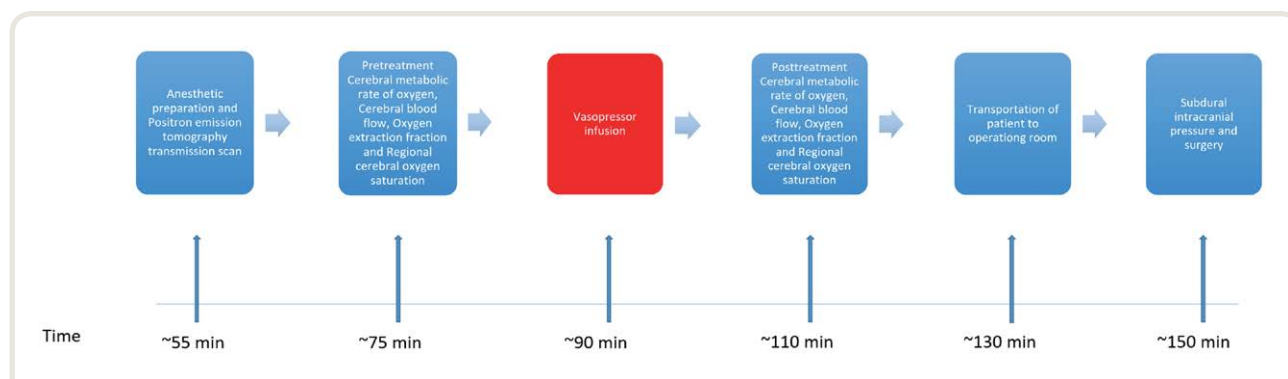 Anesthetic
preparation and
Positron emission
tomography
transmission scan
Pretreatment
Cerebral metabolic
rate of oxygen,
Cerebral blood
flow, Oxygen
extraction fraction
and Regional
cerebral oxygen
saturation
Vasopressor
infusion
Posttreatment
Cerebral metabolic
rate of oxygen,
Cerebral blood
flow, Oxygen
extraction fraction
and Regional
cerebral oxygen
saturation
Transportation of
patient to
operationg room
Subdural
intracranial
pressure and
surgery
Time
~55 min
~75 min
~90 min
~110 min
~130 min
~150 min